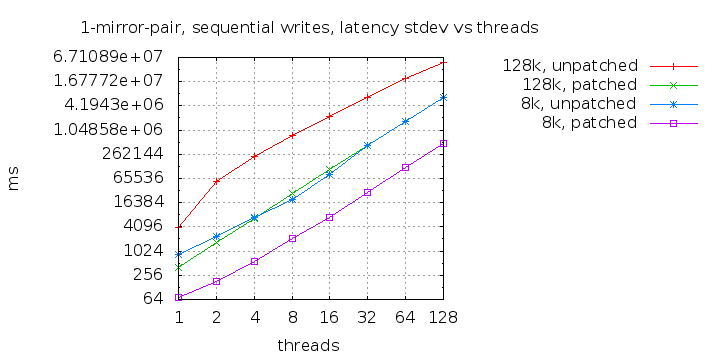 1-mirror-pair, sequential writes, latency stdev vs threads
6.71089e+07
1.67772e+07
4.1943e+06
1.04858e+06
262144
65536
16384
4096
1024
256
64
ms
1 2 4 8 16 32 64 128
threads
128k, unpatched
128k, patched
8k, unpatched
8k, patched